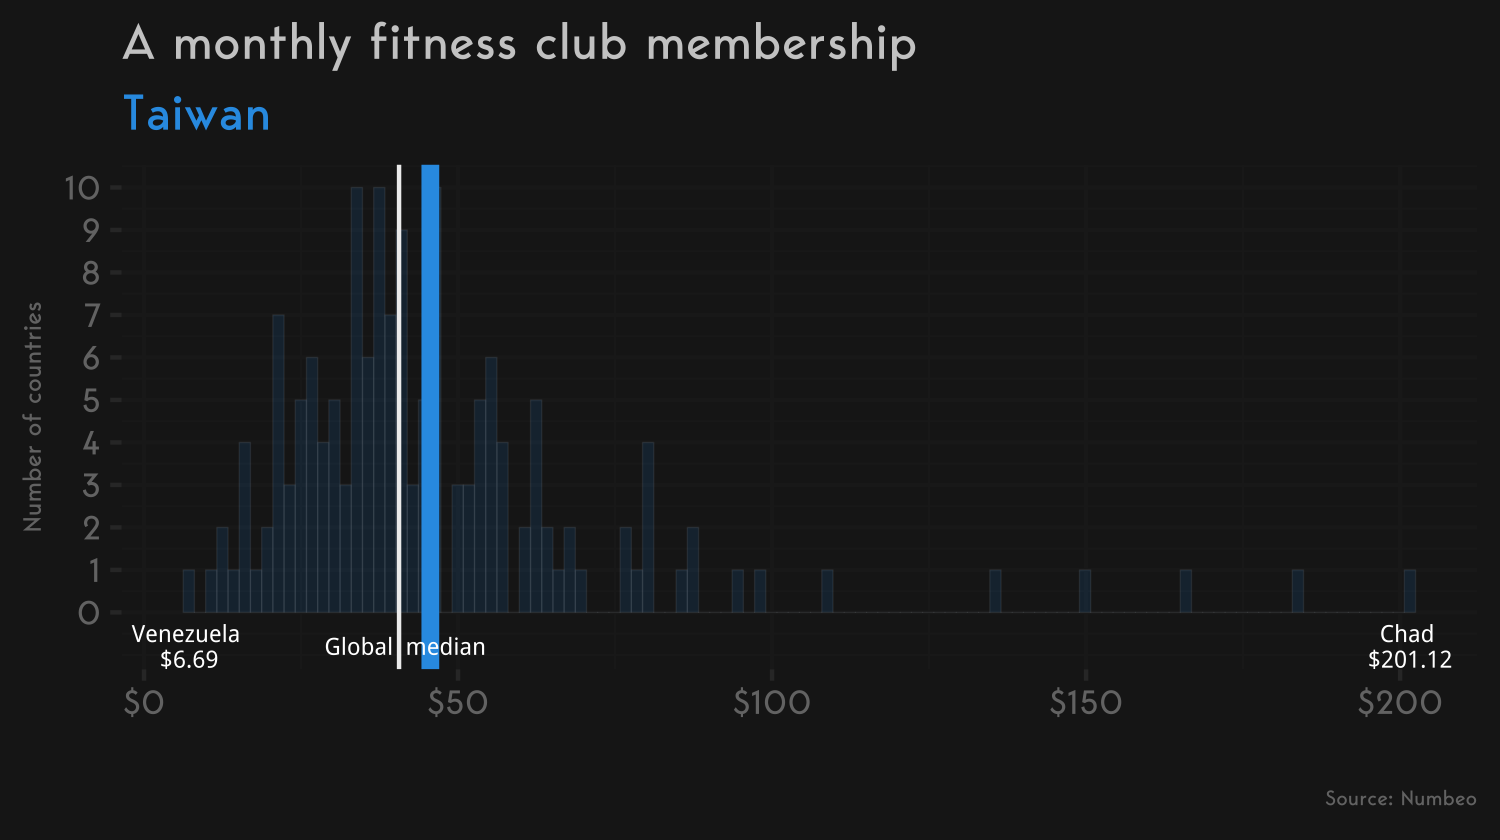 A monthly fitness club membership
Taiwan
Number of countries
10
9
8
7
6
5
4
3
2
1
0
Venezuela
$6.69
Global median
Chad
$201.12
$0 $50 $100 $150 $200
Source: Numbeo